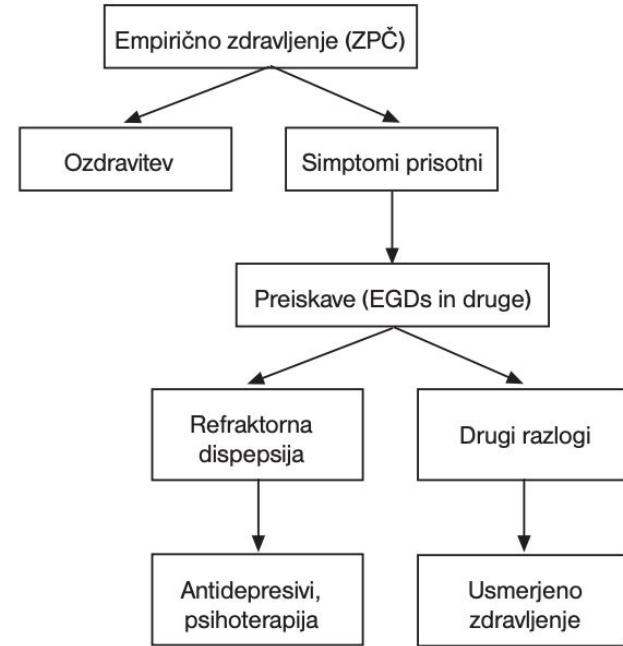 Empirično zdravljenje (ZPČ)
Ozdravitev
Simptomi prisotni
Preiskave (EGDs in druge)
Refraktorna
dispepsija
Drugi razlogi
Antidepresivi,
psihoterapija
Usmerjeno
zdravljenje